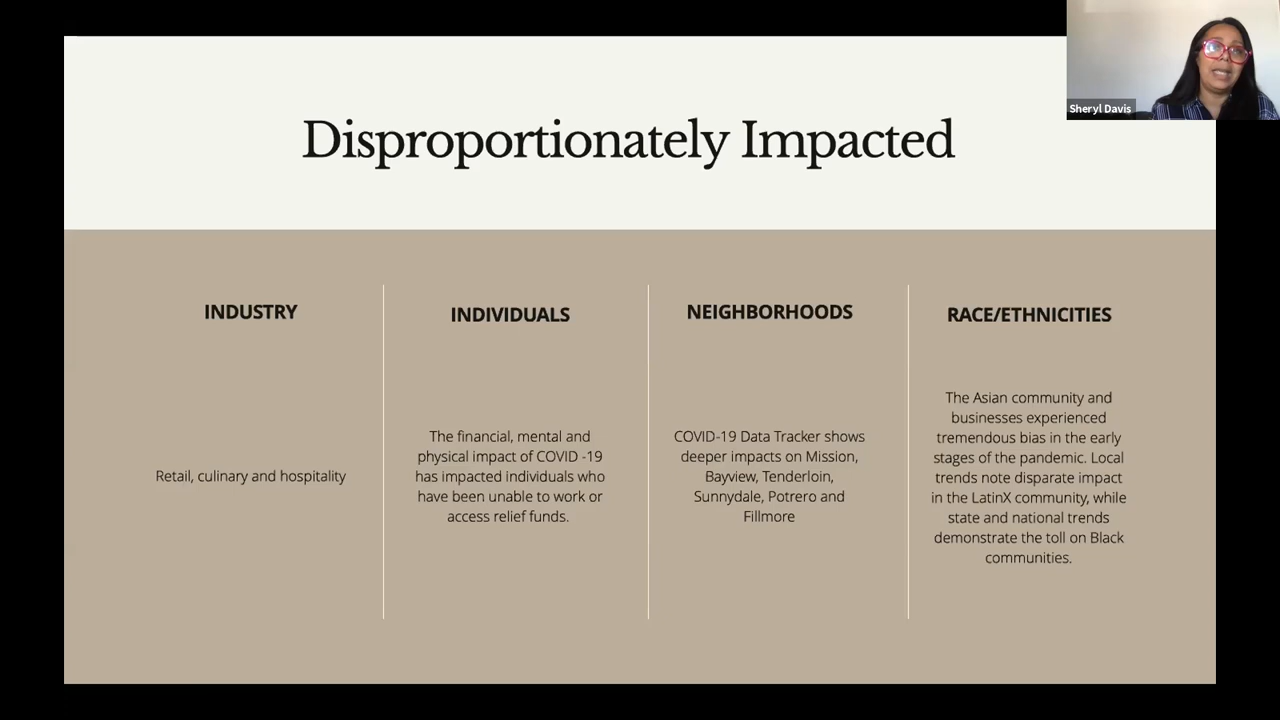 Sheryl Davis
Disproportionately Impacted
INDUSTRY
Retail, culinary and hospitality
INDIVIDUALS
The financial, mental and
physical impact of COVID -19
has impacted individuals who
have been unable to work or
access relief funds.
NEIGHBORHOODS
COVID-19 Data Tracker shows
deeper impacts on Mission,
Bayview, Tenderloin,
Sunnydale, Potrero and
Fillmore
RACE/ETHNICITIES
The Asian community and
businesses experienced
tremendous bias in the early
stages of the pandemic. Local
trends note disparate impact
in the LatinX community, while
state and national trends
demonstrate the toll on Black
communities.